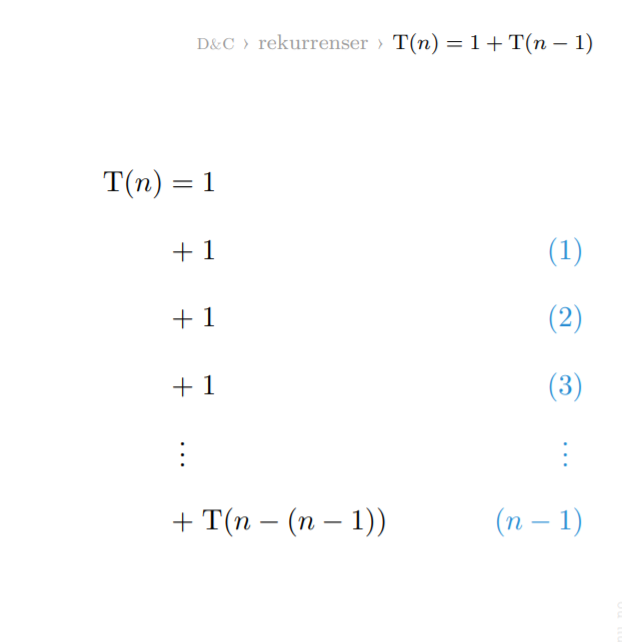 D&C › rekurrenser › T(n) = 1 + T(n − 1)
T(n) = 1
+ 1 (1)
+ 1 (2)
+ 1 (3)
⋮ ⋮
+ T(n − (n − 1)) (n − 1)